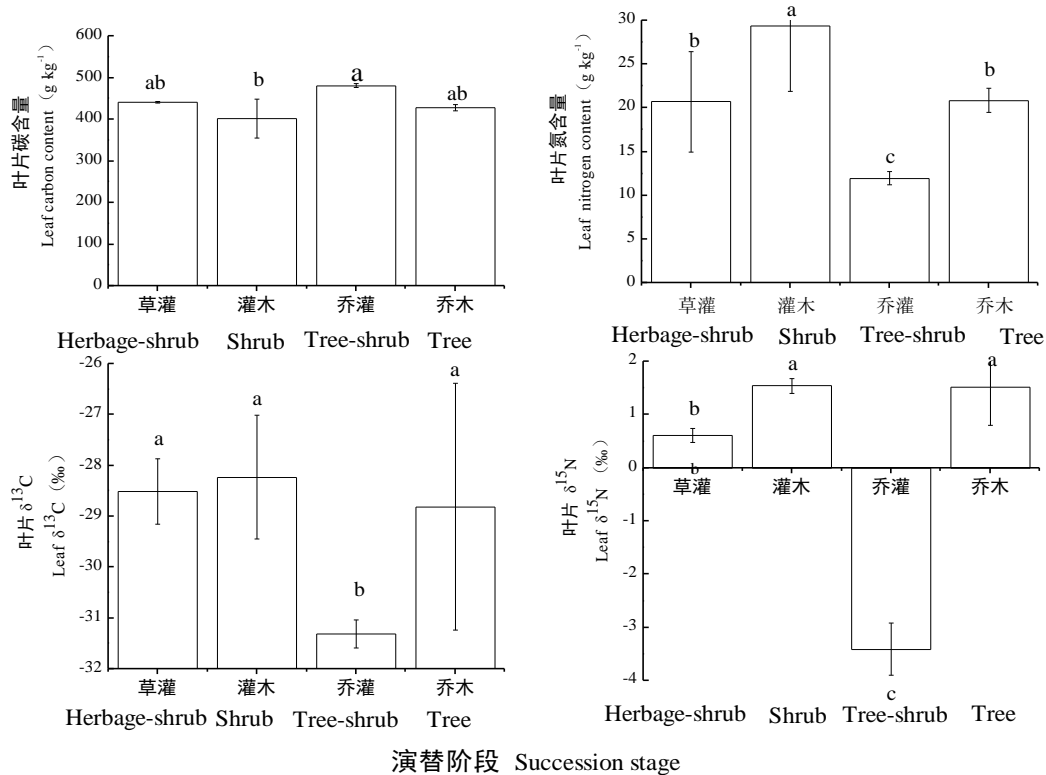 叶片碳含量
Leaf carbon content（g kg⁻¹）
600
500
400
300
200
100
0
ab
b
a
ab
草灌
灌木
乔灌
乔木
Herbage-shrub
Shrub
Tree-shrub
Tree
叶片氮含量
Leaf nitrogen content（g kg⁻¹）
30
25
20
15
10
5
0
b
a
c
b
草灌
灌木
乔灌
乔木
Herbage-shrub
Shrub
Tree-shrub
Tree
叶片 δ¹³C
Leaf δ¹³C（‰）
-26
-27
-28
-29
-30
-31
-32
a
a
b
a
草灌
灌木
乔灌
乔木
Herbage-shrub
Shrub
Tree-shrub
Tree
叶片 δ¹⁵N
Leaf δ¹⁵N（‰）
2
1
0
-1
-2
-3
-4
b
a
a
b
草灌
灌木
乔灌
乔木
c
Herbage-shrub
Shrub
Tree-shrub
Tree
演替阶段 Succession stage